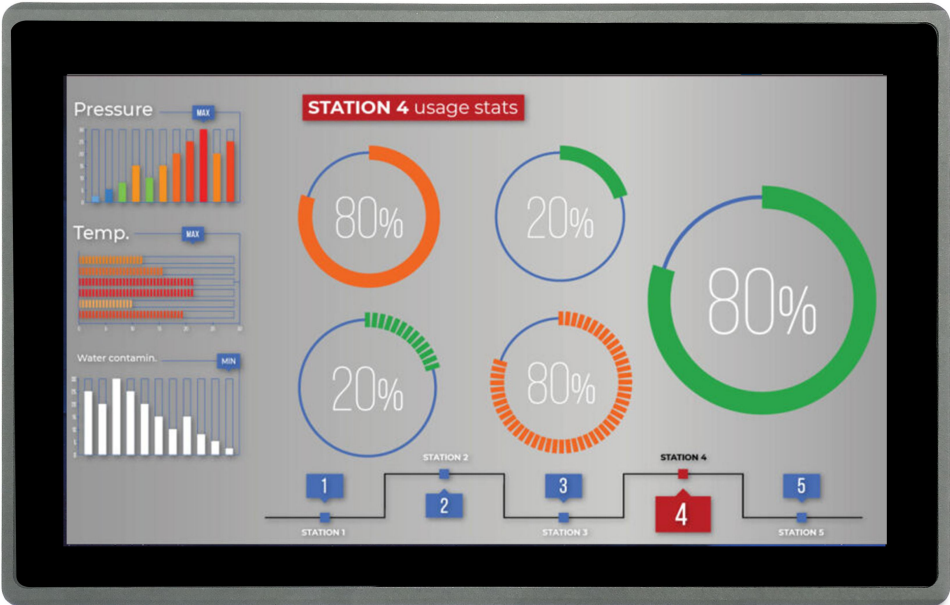 Pressure
MAX
STATION 4 usage stats
80%
20%
80%
Temp.
MAX
Water contamin.
MIN
20%
80%
STATION 2
STATION 4
1
2
3
4
5
STATION 1
STATION 3
STATION 5